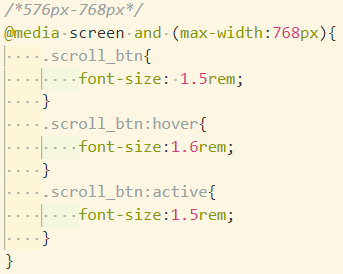 /*576px-768px*/
@media screen and (max-width:768px){
    .scroll_btn{
        font-size: 1.5rem;
    }
    .scroll_btn:hover{
        font-size:1.6rem;
    }
    .scroll_btn:active{
        font-size:1.5rem;
    }
}